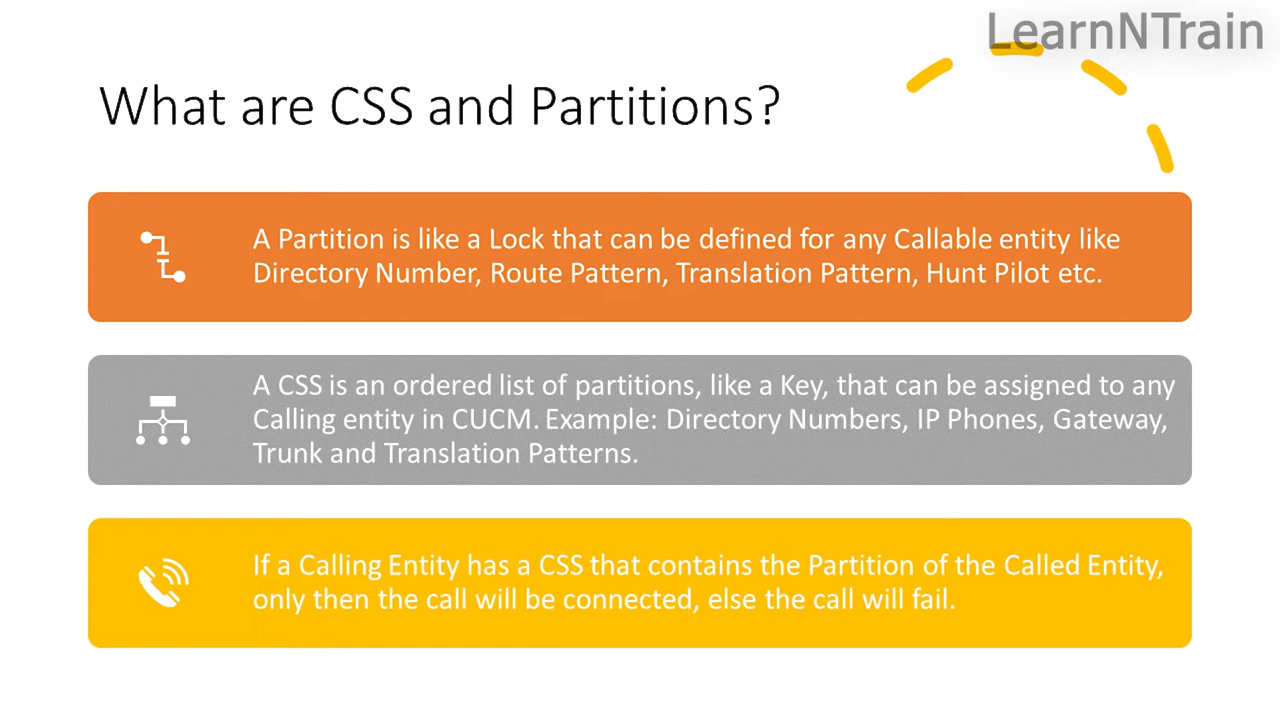 LearnNTrain
What are CSS and Partitions?
A Partition is like a Lock that can be defined for any Callable entity like
Directory Number, Route Pattern, Translation Pattern, Hunt Pilot etc.
A CSS is an ordered list of partitions, like a Key, that can be assigned to any
Calling entity in CUCM. Example: Directory Numbers, IP Phones, Gateway,
Trunk and Translation Patterns.
If a Calling Entity has a CSS that contains the Partition of the Called Entity,
only then the call will be connected, else the call will fail.